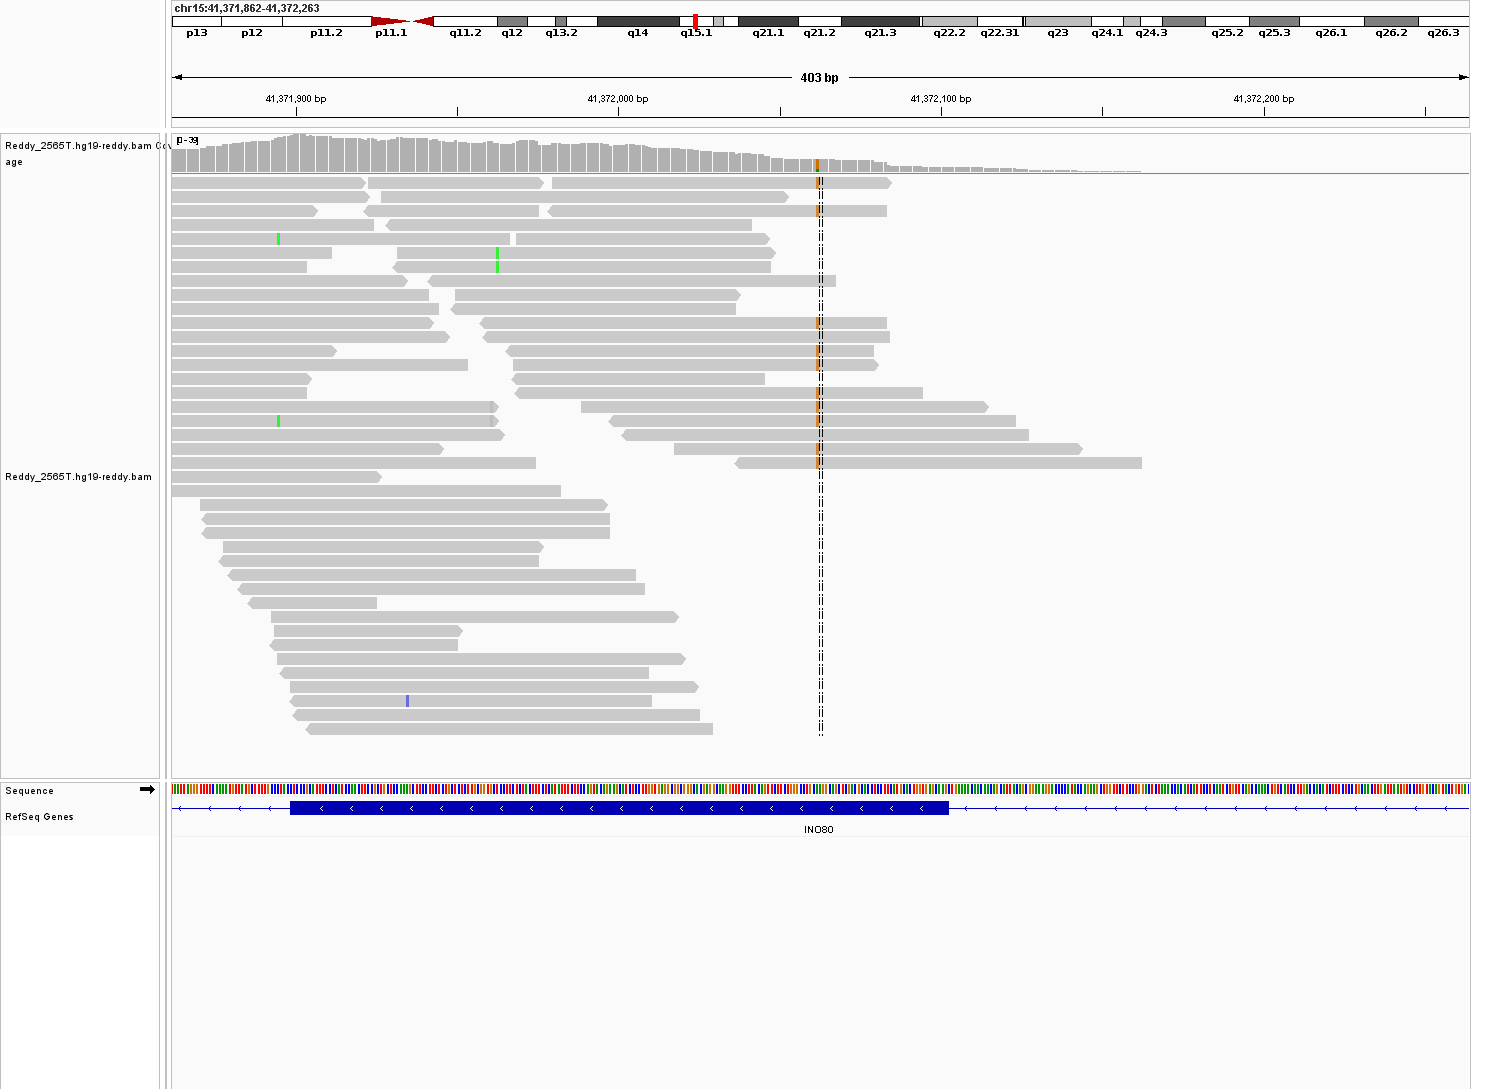 chr15:41,371,862-41,372,263
p13 p12 p11.2 p11.1 q11.2 q12 q13.2 q14 q15.1 q21.1 q21.2 q21.3 q22.2 q22.31 q23 q24.1 q24.3 q25.2 q25.3 q26.1 q26.2 q26.3
403 bp
41,371,900 bp 41,372,000 bp 41,372,100 bp 41,372,200 bp
Reddy_2565T.hg19-reddy.bam Cov
age
[0-39]
Reddy_2565T.hg19-reddy.bam
Sequence
RefSeq Genes
INO80